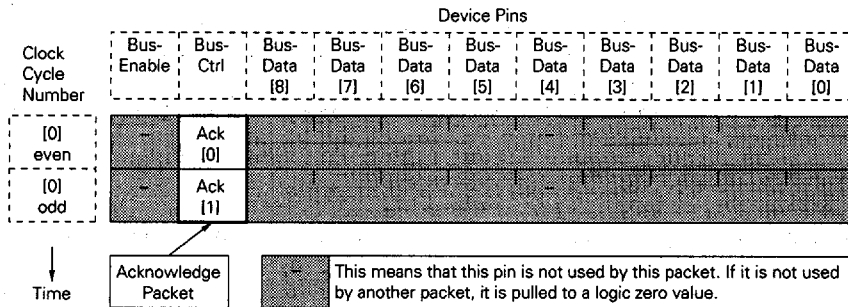 Device Pins
Clock
Cycle
Number
Bus-
Enable
Bus-
Ctrl
Bus-
Data
[8]
Bus-
Data
[7]
Bus-
Data
[6]
Bus-
Data
[5]
Bus-
Data
[4]
Bus-
Data
[3]
Bus-
Data
[2]
Bus-
Data
[1]
Bus-
Data
[0]
[0]
even
–
Ack
[0]
–
[0]
odd
–
Ack
[1]
–
Time
Acknowledge
Packet
–
This means that this pin is not used by this packet. If it is not used
by another packet, it is pulled to a logic zero value.